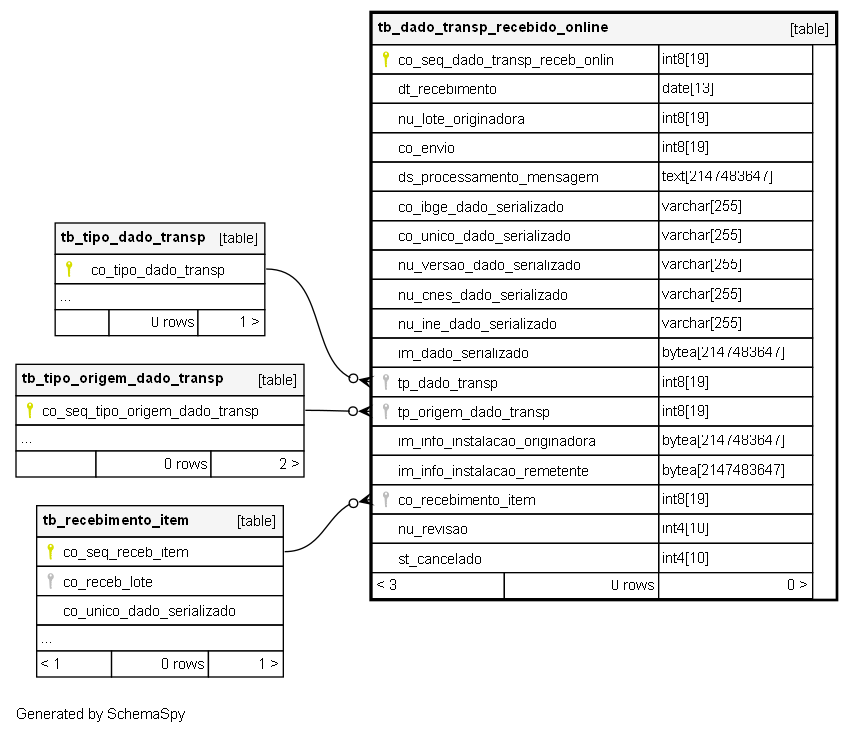 tb_dado_transp_recebido_online [table]
co_seq_dado_transp_receb_onlin int8[19]
dt_recebimento date[13]
nu_lote_originadora int8[19]
co_envio int8[19]
ds_processamento_mensagem text[2147483647]
co_ibge_dado_serializado varchar[255]
co_unico_dado_serializado varchar[255]
nu_versao_dado_serializado varchar[255]
nu_cnes_dado_serializado varchar[255]
nu_ine_dado_serializado varchar[255]
im_dado_serializado bytea[2147483647]
tp_dado_transp int8[19]
tp_origem_dado_transp int8[19]
im_info_instalacao_originadora bytea[2147483647]
im_info_instalacao_remetente bytea[2147483647]
co_recebimento_item int8[19]
nu_revisao int4[10]
st_cancelado int4[10]
< 3 0 rows 0 >
tb_tipo_dado_transp [table]
co_tipo_dado_transp
...
0 rows 1 >
tb_tipo_origem_dado_transp [table]
co_seq_tipo_origem_dado_transp
...
0 rows 2 >
tb_recebimento_item [table]
co_seq_receb_item
co_receb_lote
co_unico_dado_serializado
...
< 1 0 rows 1 >
Generated by SchemaSpy